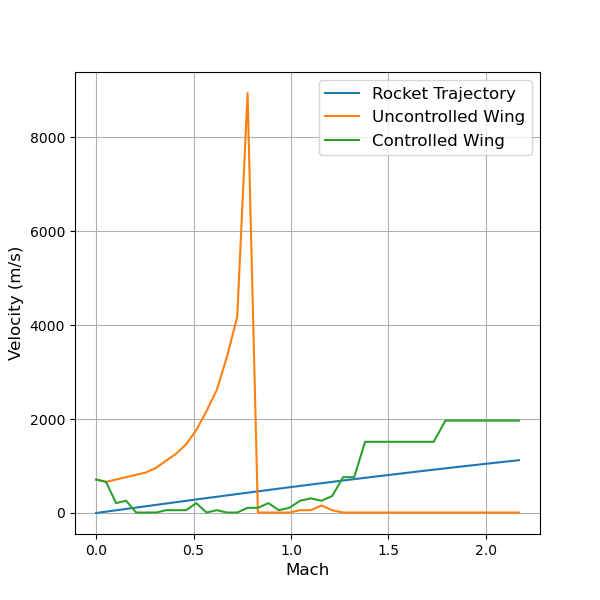 Rocket Trajectory
Uncontrolled Wing
Controlled Wing
8000
6000
4000
2000
0
Velocity (m/s)
0.0 0.5 1.0 1.5 2.0
Mach